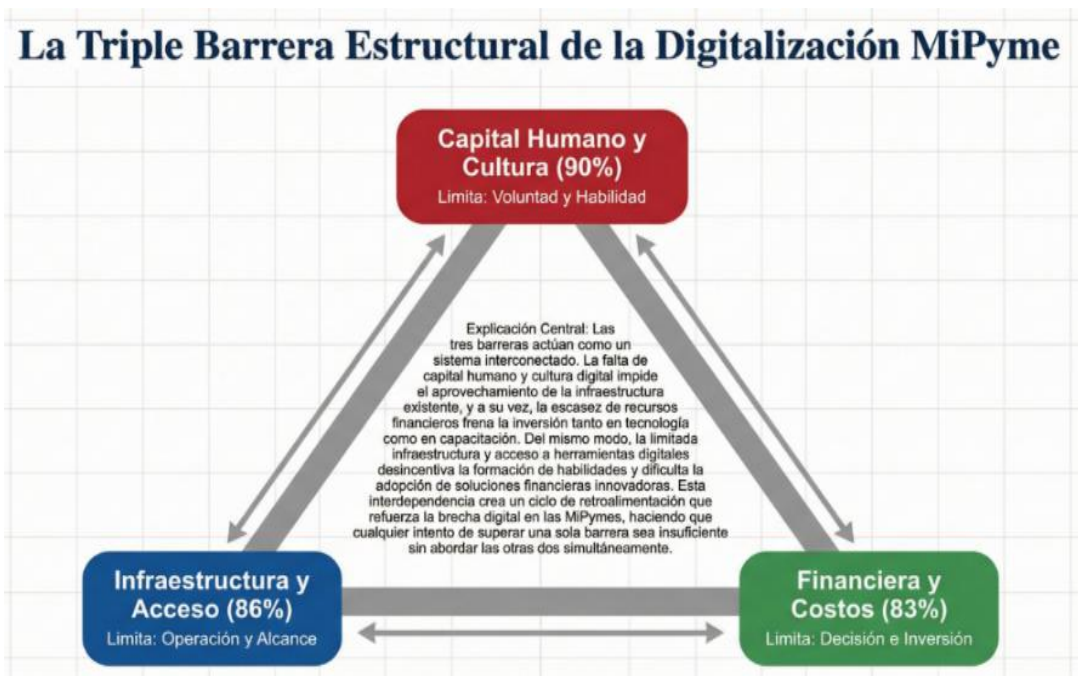 La Triple Barrera Estructural de la Digitalización MiPyme
Capital Humano y
Cultura (90%)
Limita: Voluntad y Habilidad
Explicación Central: Las
tres barreras actúan como un
sistema interconectado. La falta de
capital humano y cultura digital impide
el aprovechamiento de la infraestructura
existente, y a su vez, la escasez de recursos
financieros frena la inversión tanto en tecnología
como en capacitación. Del mismo modo, la limitada
infraestructura y acceso a herramientas digitales
desincentiva la formación de habilidades y dificulta la
adopción de soluciones financieras innovadoras. Esta
interdependencia crea un ciclo de retroalimentación que
refuerza la brecha digital en las MiPymes, haciendo que
cualquier intento de superar una sola barrera sea insuficiente
sin abordar las otras dos simultáneamente.
Infraestructura y
Acceso (86%)
Limita: Operación y Alcance
Financiera y
Costos (83%)
Limita: Decisión e Inversión